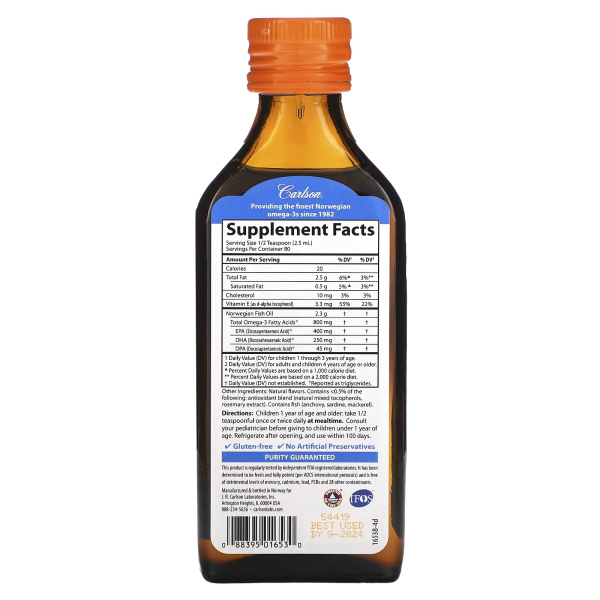 Carlson.
Providing the finest Norwegian
omega-3s since 1982
Supplement Facts
Serving Size 1/2 Teaspoon (2.5 mL)
Servings Per Container 80
Amount Per Serving % DV¹ % DV²
Calories 20
Total Fat 2.5 g 6%▲ 3%**
Saturated Fat 0.5 g 5%▲ 3%**
Cholesterol 10 mg 3% 3%
Vitamin E (as d-alpha tocopherol) 3.3 mg 55% 22%
Norwegian Fish Oil 2.3 g † †
Total Omega-3 Fatty Acids° 800 mg † †
EPA (Eicosapentaenoic Acid)° 400 mg † †
DHA (Docosahexaenoic Acid)° 250 mg † †
DPA (Docosapentaenoic Acid)° 45 mg † †
1 Daily Value (DV) for children 1 through 3 years of age.
2 Daily Value (DV) for adults and children 4 years of age or older.
▲ Percent Daily Values are based on a 1,000 calorie diet.
** Percent Daily Values are based on a 2,000 calorie diet.
† Daily Value (DV) not established. °Reported as triglycerides.
Other Ingredients: Natural flavors. Contains <0.5% of the
following: antioxidant blend (natural mixed tocopherols,
rosemary extract). Contains fish (anchovy, sardine, mackerel).
Directions: Children 1 year of age and older: take 1/2
teaspoonful once or twice daily at mealtime. Consult
your pediatrician before giving to children under 1 year of
age. Refrigerate after opening, and use within 100 days.
✓ Gluten-free ✓ No Artificial Preservatives
PURITY GUARANTEED
This product is regularly tested by independent FDA registered laboratories. It has been
determined to be fresh and fully potent (per AOCS international protocols) and is free
of detrimental levels of mercury, cadmium, lead, PCBs and 28 other contaminants.
Manufactured & bottled in Norway for
J. R. Carlson Laboratories, Inc.
Arlington Heights, IL 60004 USA
888-234-5656 • carlsonlabs.com
IFOS
54419
BEST USED
BY 9-2024
0 88395 01653 0
16538-4d